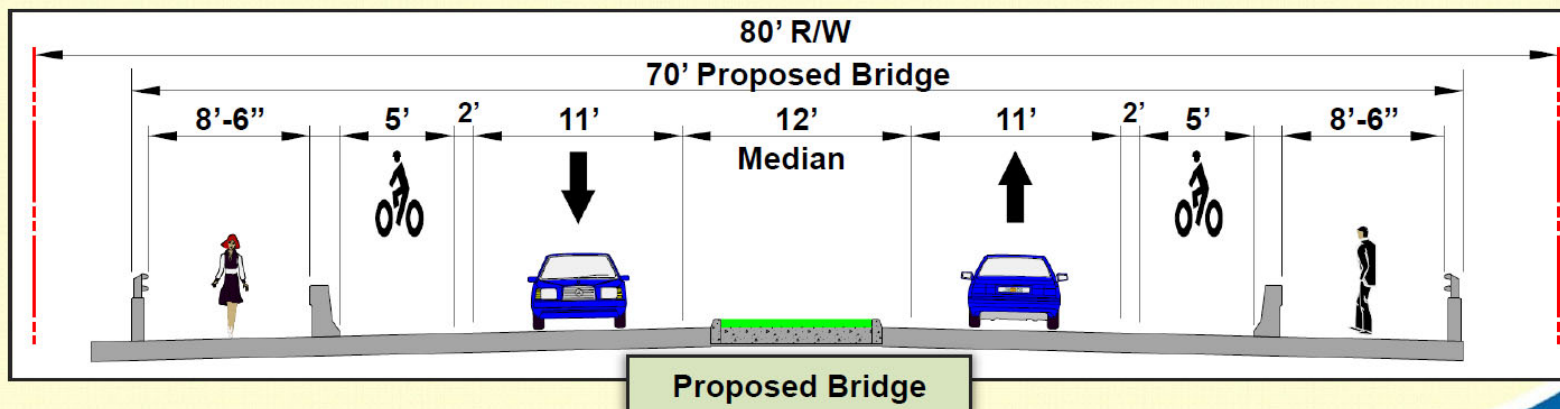 80’ R/W
70’ Proposed Bridge
8’-6” 5’ 2’ 11’ 12’ 11’ 2’ 5’ 8’-6”
Median
Proposed Bridge